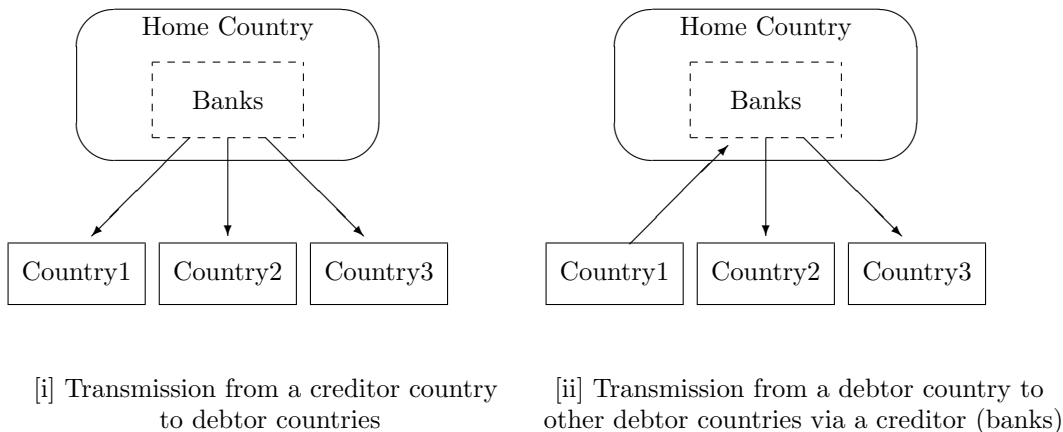 Home Country
Banks
Country1
Country2
Country3
[i] Transmission from a creditor country
to debtor countries
Home Country
Banks
Country1
Country2
Country3
[ii] Transmission from a debtor country to
other debtor countries via a creditor (banks)